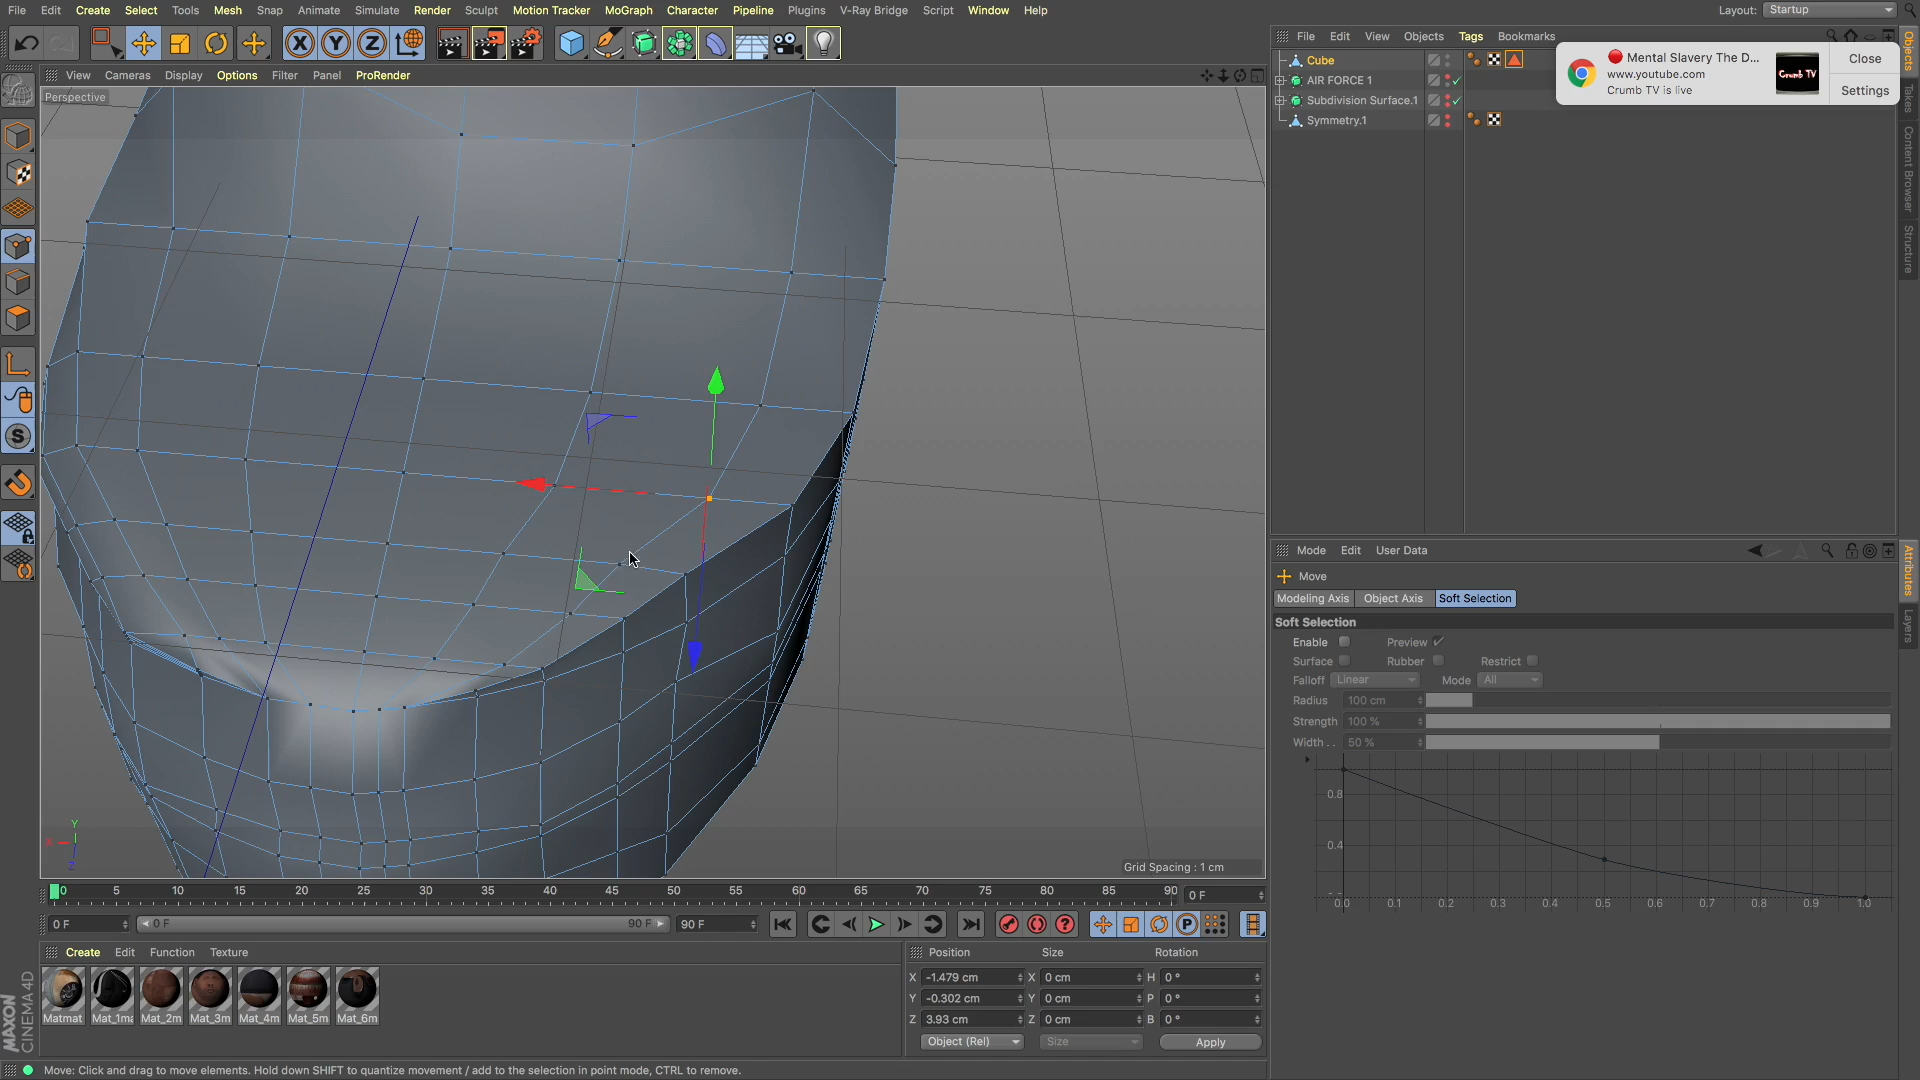 File Edit Create Select Tools Mesh Snap Animate Simulate Render Sculpt Motion Tracker MoGraph Character Pipeline Plugins V-Ray Bridge Script Window Help
Layout: Startup
View Cameras Display Options Filter Panel ProRender
Perspective
X Y Z
File Edit View Objects Tags Bookmarks
Cube
AIR FORCE 1
Subdivision Surface.1
Symmetry.1
Mental Slavery The D...
www.youtube.com
Crumb TV is live
Crumb TV
Close
Settings
Objects
Takes
Content Browser
Structure
Mode Edit User Data
Move
Modeling Axis Object Axis Soft Selection
Soft Selection
Enable Preview
Surface Rubber Restrict
Falloff Linear Mode All
Radius 100 cm
Strength 100 %
Width . . 50 %
0.8
0.4
0.0 0.1 0.2 0.3 0.4 0.5 0.6 0.7 0.8 0.9 1.0
Attributes
Layers
Y
X
Z
Grid Spacing : 1 cm
0 5 10 15 20 25 30 35 40 45 50 55 60 65 70 75 80 85 90 0 F
0 F 0 F 90 F 90 F
Create Edit Function Texture
Matmat Mat_1ma Mat_2m Mat_3m Mat_4m Mat_5m Mat_6m
Position Size Rotation
X -1.479 cm X 0 cm H 0 °
Y -0.302 cm Y 0 cm P 0 °
Z 3.93 cm Z 0 cm B 0 °
Object (Rel) Size Apply
MAXON
CINEMA 4D
Move: Click and drag to move elements. Hold down SHIFT to quantize movement / add to the selection in point mode, CTRL to remove.